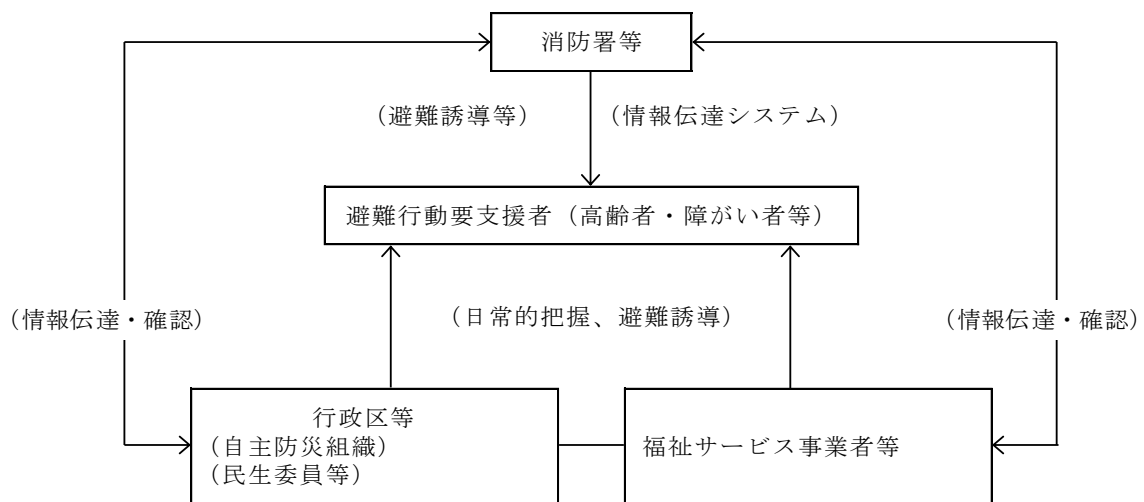 消防署等
（避難誘導等）
（情報伝達システム）
避難行動要支援者（高齢者・障がい者等）
（情報伝達・確認）
（日常的把握、避難誘導）
（情報伝達・確認）
行政区等
（自主防災組織）
（民生委員等）
福祉サービス事業者等